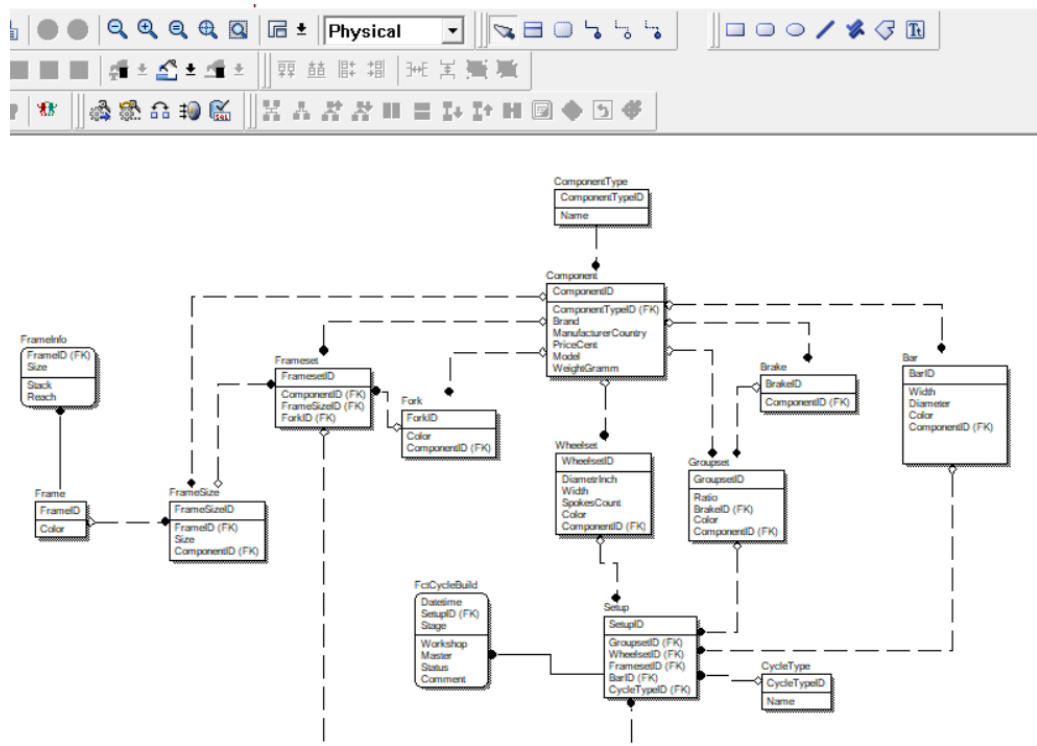 Physical
SQL
ComponentType
ComponentTypeID
Name
Component
ComponentID
ComponentTypeID (FK)
Brand
ManufacturerCountry
PriceCent
Model
WeightGramm
FrameInfo
FrameID (FK)
Size
Stack
Reach
Frameset
FramesetID
ComponentID (FK)
FrameSizeID (FK)
ForkID (FK)
Fork
ForkID
Color
ComponentID (FK)
Brake
BrakeID
ComponentID (FK)
Bar
BarID
Width
Diameter
Color
ComponentID (FK)
Wheelset
WheelsetID
DiametrInch
Width
SpokesCount
Color
ComponentID (FK)
Groupset
GroupsetID
Ratio
BrakeID (FK)
Color
ComponentID (FK)
Frame
FrameID
Color
FrameSize
FrameSizeID
FrameID (FK)
Size
ComponentID (FK)
FctCycleBuild
Datetime
SetupID (FK)
Stage
Workshop
Master
Status
Comment
Setup
SetupID
GroupsetID (FK)
WheelsetID (FK)
FramesetID (FK)
BarID (FK)
CycleTypeID (FK)
CycleType
CycleTypeID
Name